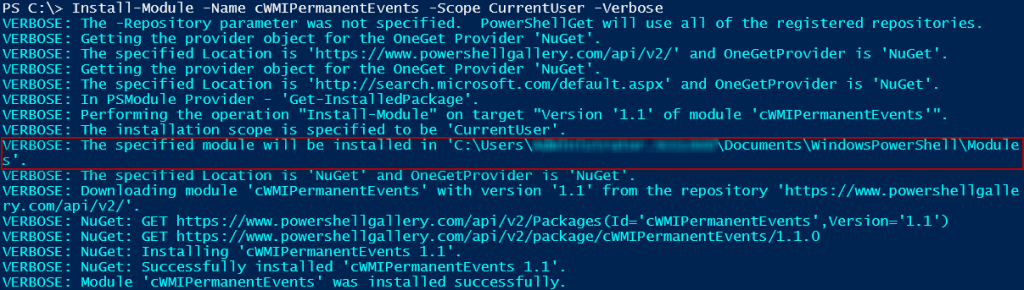 PS C:\> Install-Module -Name cWMIPermanentEvents -Scope CurrentUser -Verbose
VERBOSE: The -Repository parameter was not specified.  PowerShellGet will use all of the registered repositories.
VERBOSE: Getting the provider object for the OneGet Provider 'NuGet'.
VERBOSE: The specified Location is 'https://www.powershellgallery.com/api/v2/' and OneGetProvider is 'NuGet'.
VERBOSE: Getting the provider object for the OneGet Provider 'NuGet'.
VERBOSE: The specified Location is 'http://search.microsoft.com/default.aspx' and OneGetProvider is 'NuGet'.
VERBOSE: In PSModule Provider - 'Get-InstalledPackage'.
VERBOSE: Performing the operation "Install-Module" on target "Version '1.1' of module 'cWMIPermanentEvents'".
VERBOSE: The installation scope is specified to be 'CurrentUser'.
VERBOSE: The specified module will be installed in 'C:\Users\ \Documents\WindowsPowerShell\Module
s'.
VERBOSE: The specified Location is 'NuGet' and OneGetProvider is 'NuGet'.
VERBOSE: Downloading module 'cWMIPermanentEvents' with version '1.1' from the repository 'https://www.powershellgalle
ry.com/api/v2/'.
VERBOSE: NuGet: GET https://www.powershellgallery.com/api/v2/Packages(Id='cWMIPermanentEvents',Version='1.1')
VERBOSE: NuGet: GET https://www.powershellgallery.com/api/v2/package/cWMIPermanentEvents/1.1.0
VERBOSE: NuGet: Installing 'cWMIPermanentEvents 1.1'.
VERBOSE: NuGet: Successfully installed 'cWMIPermanentEvents 1.1'.
VERBOSE: Module 'cWMIPermanentEvents' was installed successfully.